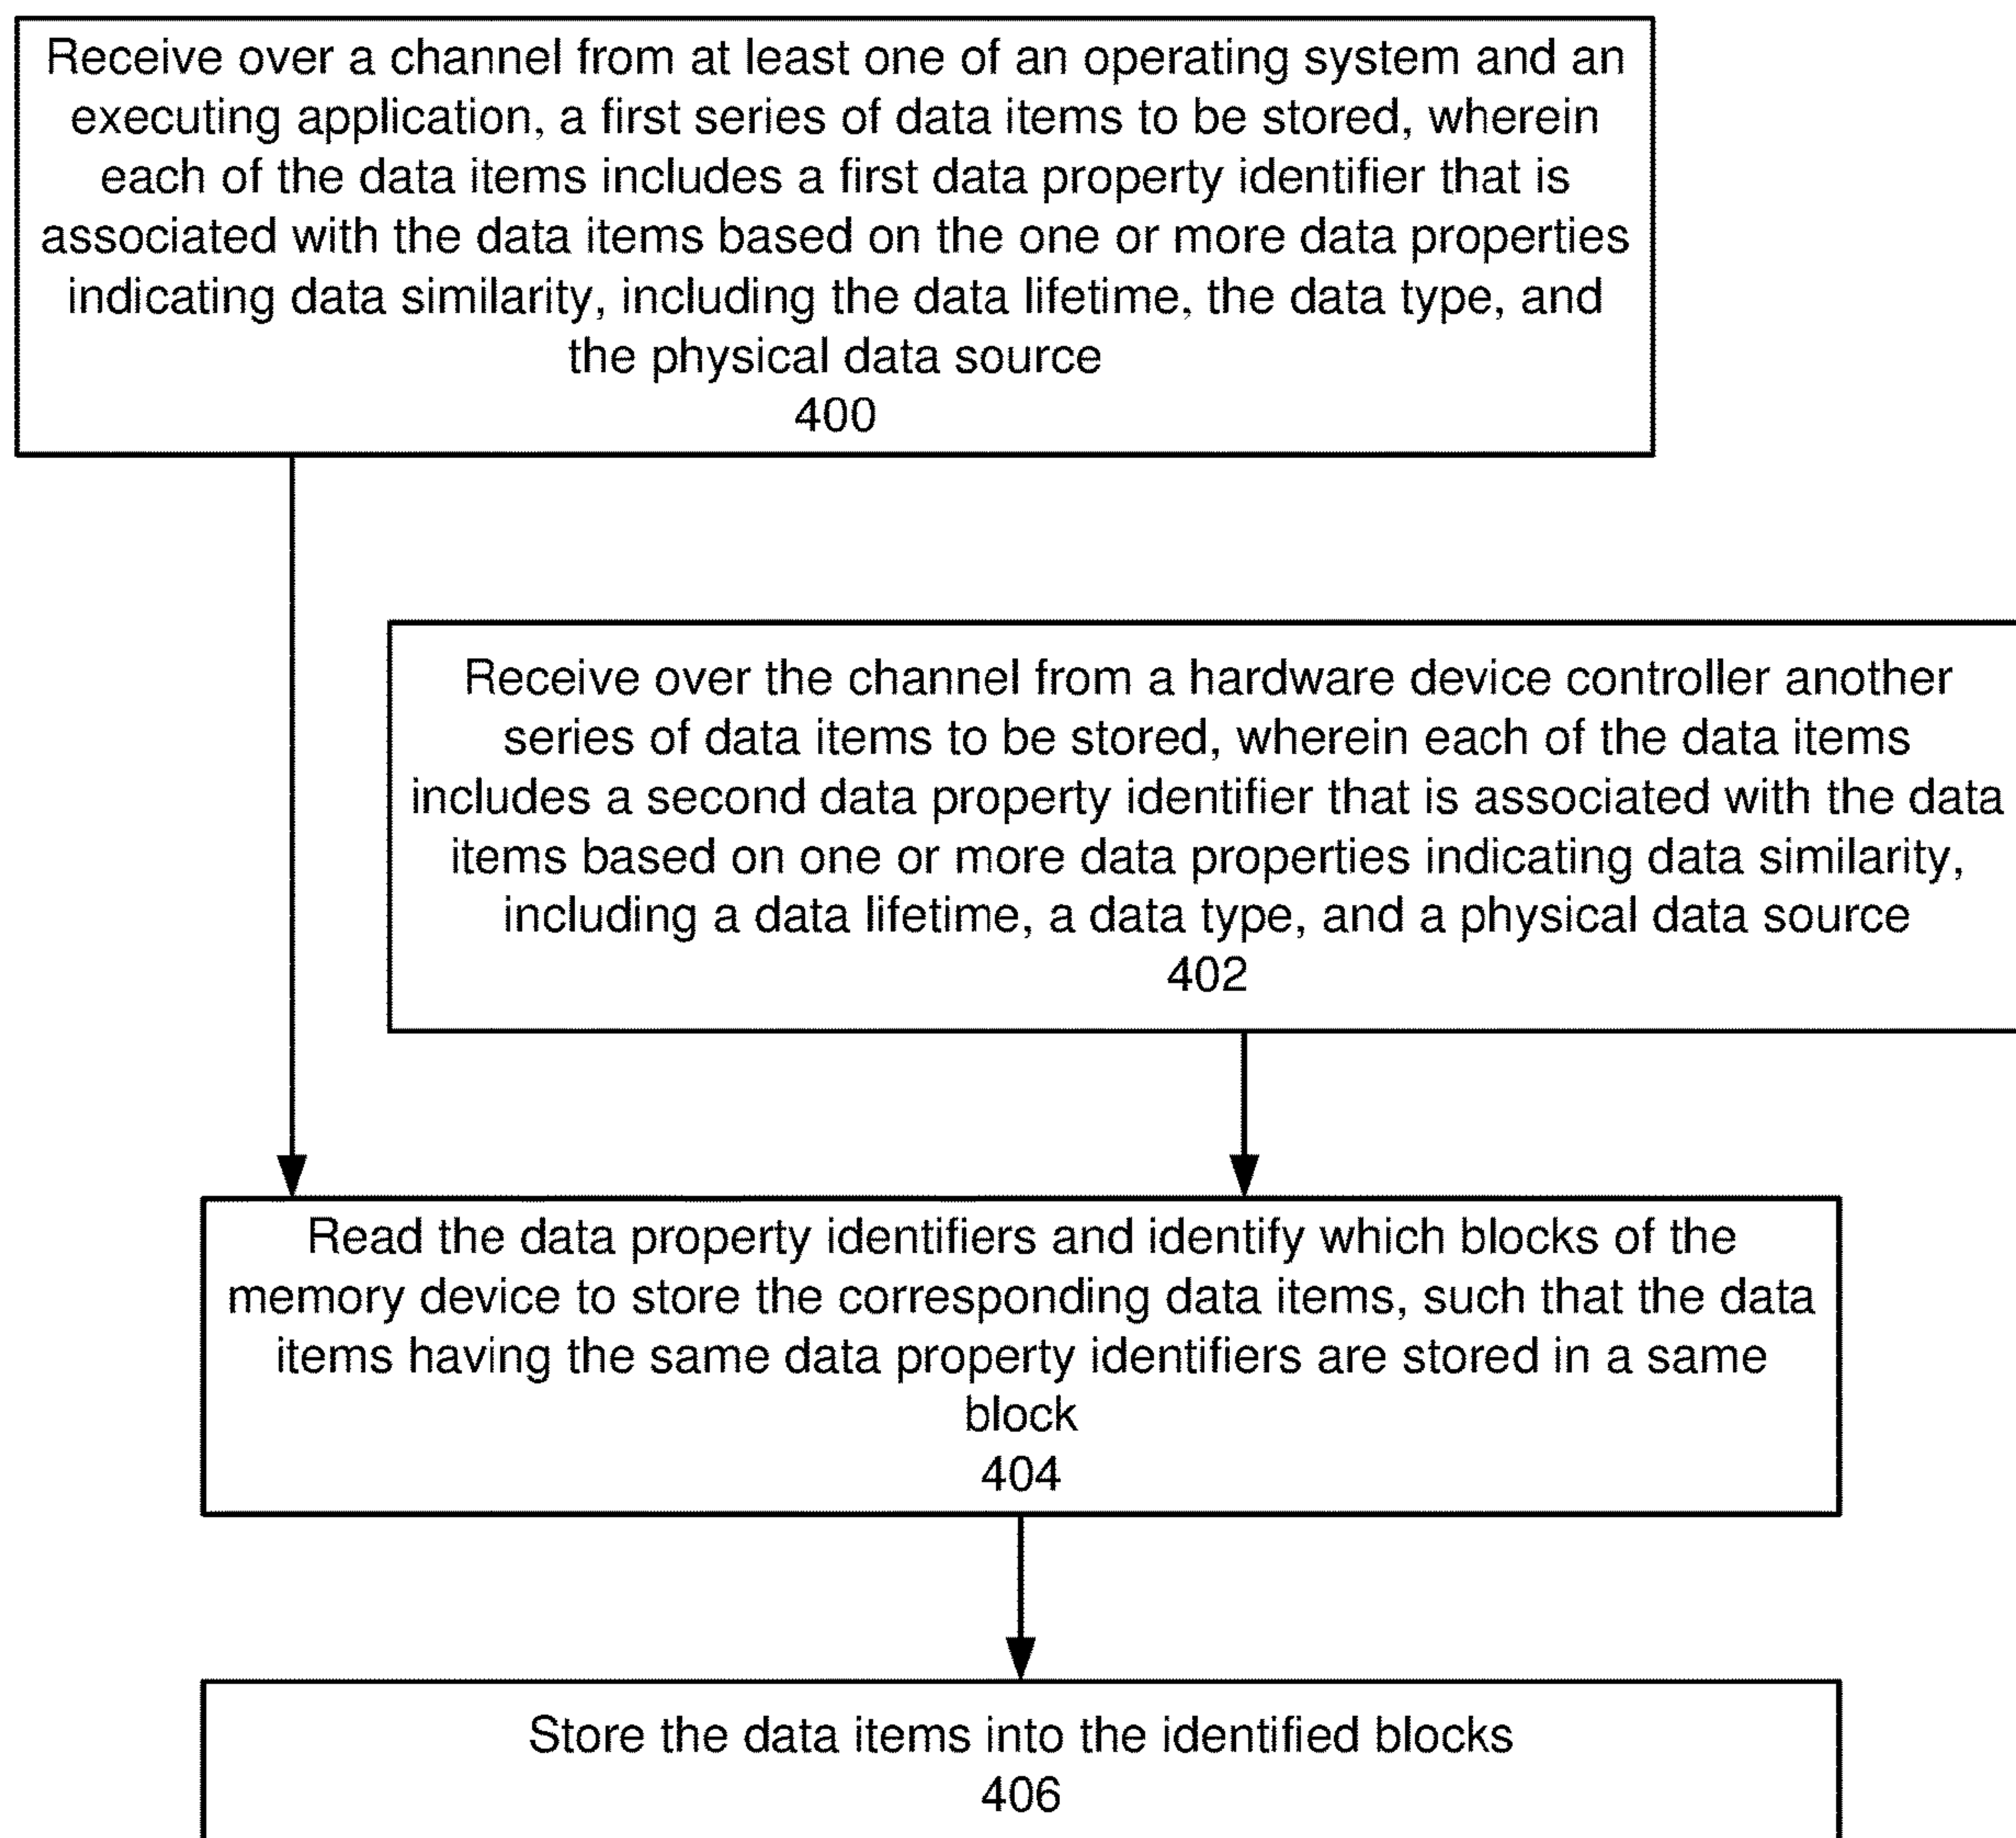 Receive over a channel from at least one of an operating system and an
executing application, a first series of data items to be stored, wherein
each of the data items includes a first data property identifier that is
associated with the data items based on the one or more data properties
indicating data similarity, including the data lifetime, the data type, and
the physical data source
400
Receive over the channel from a hardware device controller another
series of data items to be stored, wherein each of the data items
includes a second data property identifier that is associated with the data
items based on one or more data properties indicating data similarity,
including a data lifetime, a data type, and a physical data source
402
Read the data property identifiers and identify which blocks of the
memory device to store the corresponding data items, such that the data
items having the same data property identifiers are stored in a same
block
404
Store the data items into the identified blocks
406